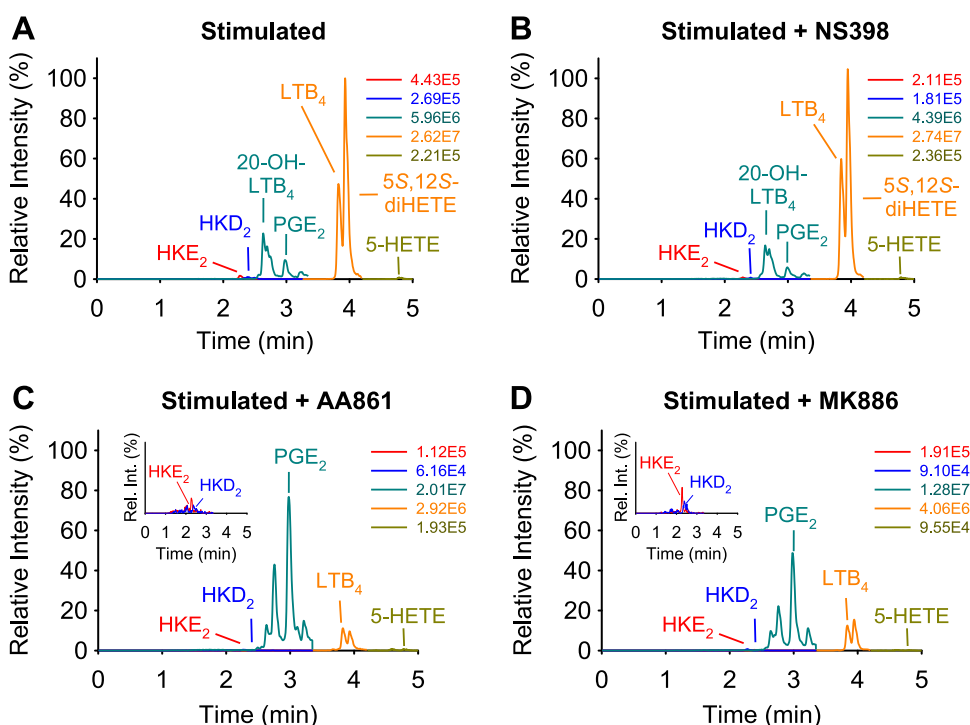 A
Stimulated
Relative Intensity (%)
100
80
60
40
20
0
0 1 2 3 4 5
Time (min)
4.43E5
2.69E5
5.96E6
2.62E7
2.21E5
LTB4
20-OH-
LTB4
5S,12S-
diHETE
HKD2
PGE2
HKE2
5-HETE
B
Stimulated + NS398
Relative Intensity (%)
100
80
60
40
20
0
0 1 2 3 4 5
Time (min)
2.11E5
1.81E5
4.39E6
2.74E7
2.36E5
LTB4
20-OH-
LTB4
5S,12S-
diHETE
HKD2
PGE2
HKE2
5-HETE
C
Stimulated + AA861
Relative Intensity (%)
100
80
60
40
20
0
0 1 2 3 4 5
Time (min)
Rel. Int.
HKE2
HKD2
0 1 2 3 4 5
Time (min)
PGE2
1.12E5
6.16E4
2.01E7
2.92E6
1.93E5
HKD2
LTB4
HKE2
5-HETE
D
Stimulated + MK886
Relative Intensity (%)
100
80
60
40
20
0
0 1 2 3 4 5
Time (min)
Rel. Int.
HKE2
HKD2
0 1 2 3 4 5
Time (min)
PGE2
1.91E5
9.10E4
1.28E7
4.06E6
9.55E4
HKD2
LTB4
HKE2
5-HETE